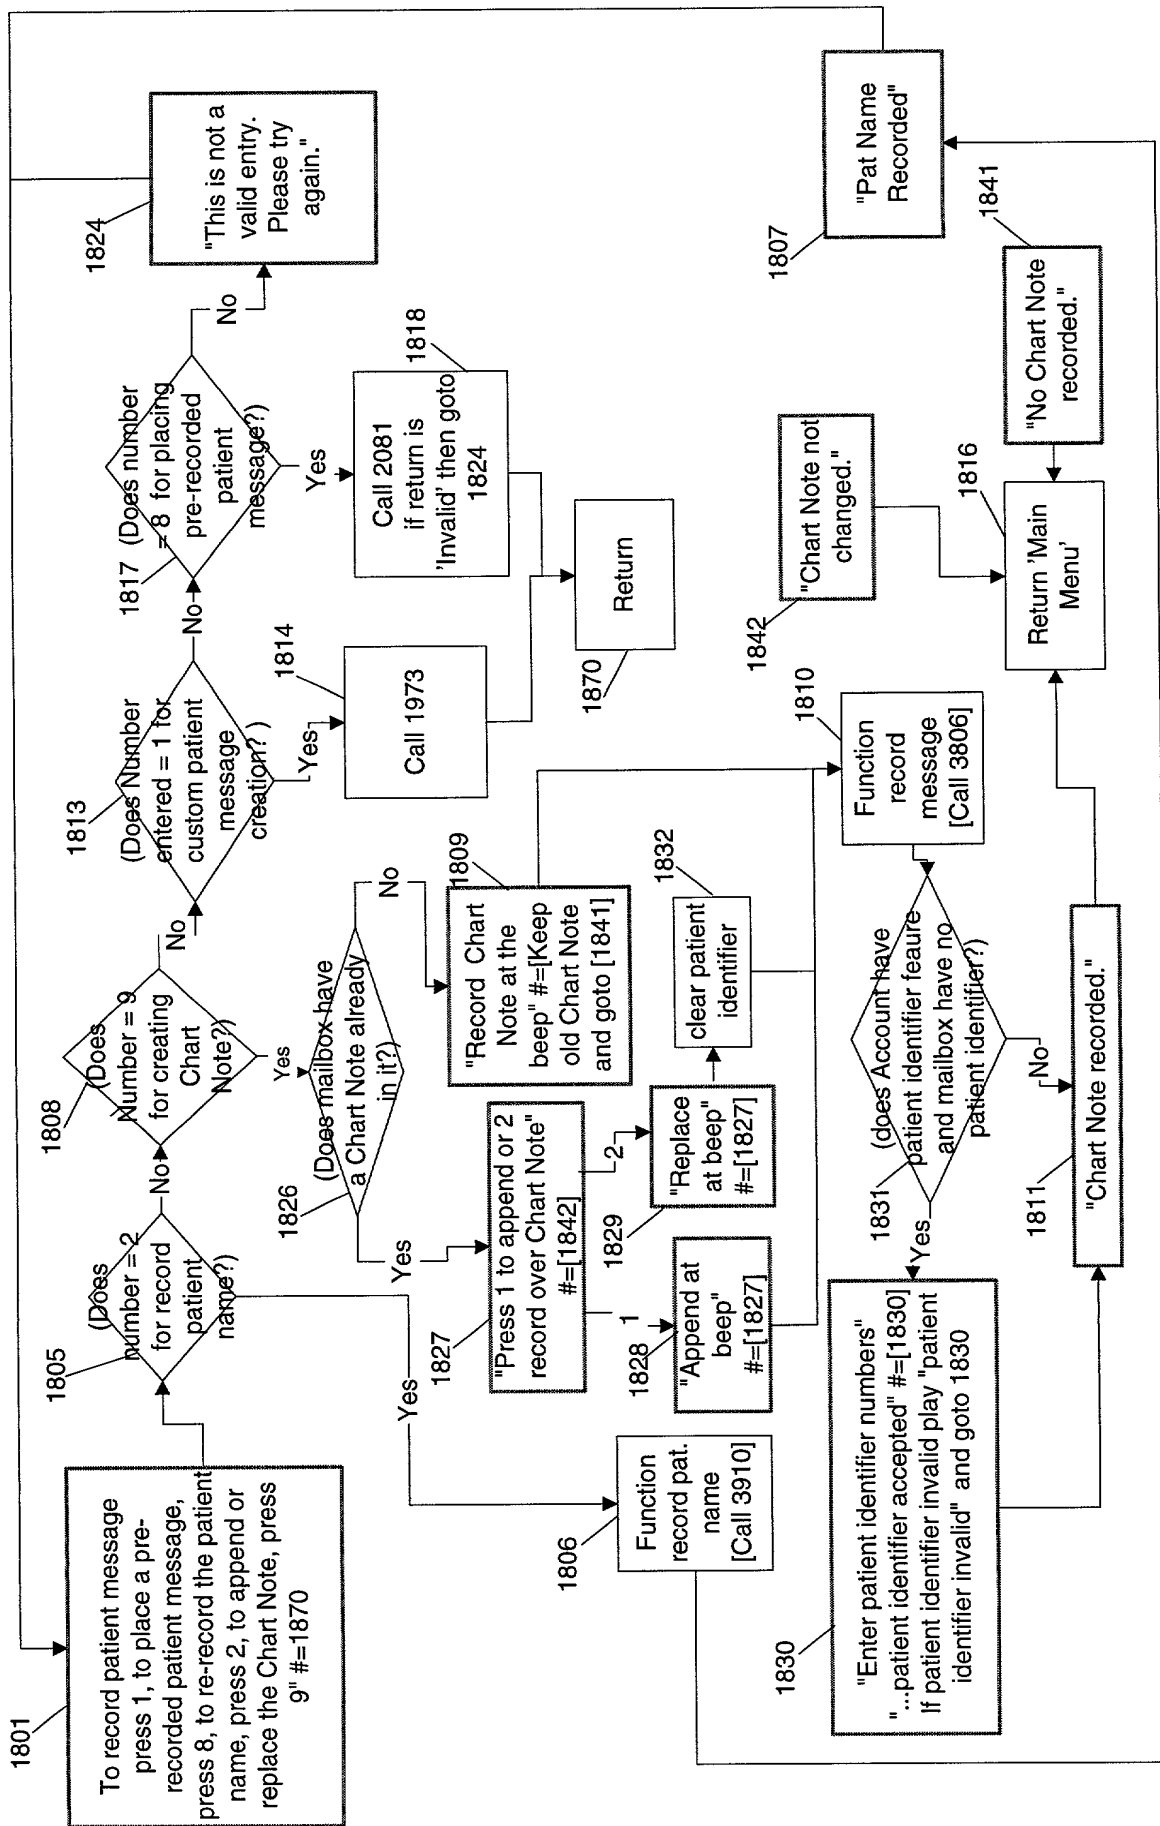 1801
To record patient message
press 1, to place a pre-
recorded patient message,
press 8, to re-record the patient
name, press 2, to append or
replace the Chart Note, press
9" #=1870
1805
(Does
number = 2
for record
patient
name?)
No
Yes
1808
(Does
Number = 9
for creating
Chart
Note?)
No
Yes
1813
(Does Number
entered = 1 for
custom patient
message
creation? )
No
Yes
1817
(Does number
= 8 for placing
pre-recorded
patient
message?)
No
Yes
1824
"This is not a
valid entry.
Please try
again."
1826
(Does mailbox have
a Chart Note already
in it?)
Yes
No
1814
Call 1973
1818
Call 2081
if return is
'Invalid' then goto
1824
1870
Return
1827
"Press 1 to append or 2
record over Chart Note"
#=[1842]
1
2
1809
"Record Chart
Note at the
beep" #=[Keep
old Chart Note
and goto [1841]
1828
"Append at
beep"
#=[1827]
1829
"Replace
at beep"
#=[1827]
1832
clear patient
identifier
1806
Function
record pat.
name
[Call 3910]
1810
Function
record
message
[Call 3806]
1842
"Chart Note not
changed."
1807
"Pat Name
Recorded"
1830
"Enter patient identifier numbers"
"...patient identifier accepted" #=[1830]
If patient identifier invalid play "patient
identifier invalid" and goto 1830
1831
(does Account have
patient identifier feaure
and mailbox have no
patient identifier?)
Yes
No
1816
Return 'Main
Menu'
1841
"No Chart Note
recorded."
1811
"Chart Note recorded."